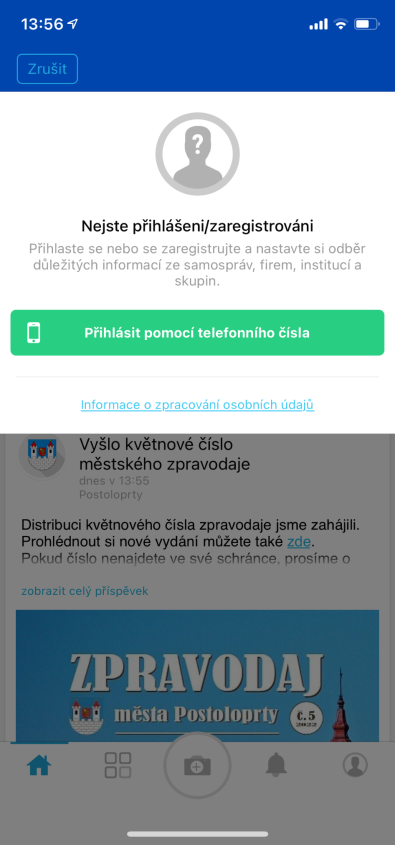 13:56
Zrušit
?
Nejste přihlášeni/zaregistrováni
Přihlaste se nebo se zaregistrujte a nastavte si odběr
důležitých informací ze samospráv, firem, institucí a
skupin.
Přihlásit pomocí telefonního čísla
Informace o zpracování osobních údajů
Vyšlo květnové číslo
městského zpravodaje
dnes v 13:55
Postoloprty
Distribuci květnového čísla zpravodaje jsme zahájili.
Prohlédnout si nové vydání můžete také zde.
Pokud číslo nenajdete ve své schránce, prosíme o
zobrazit celý příspěvek
ZPRAVODAJ
města Postoloprty
č.5